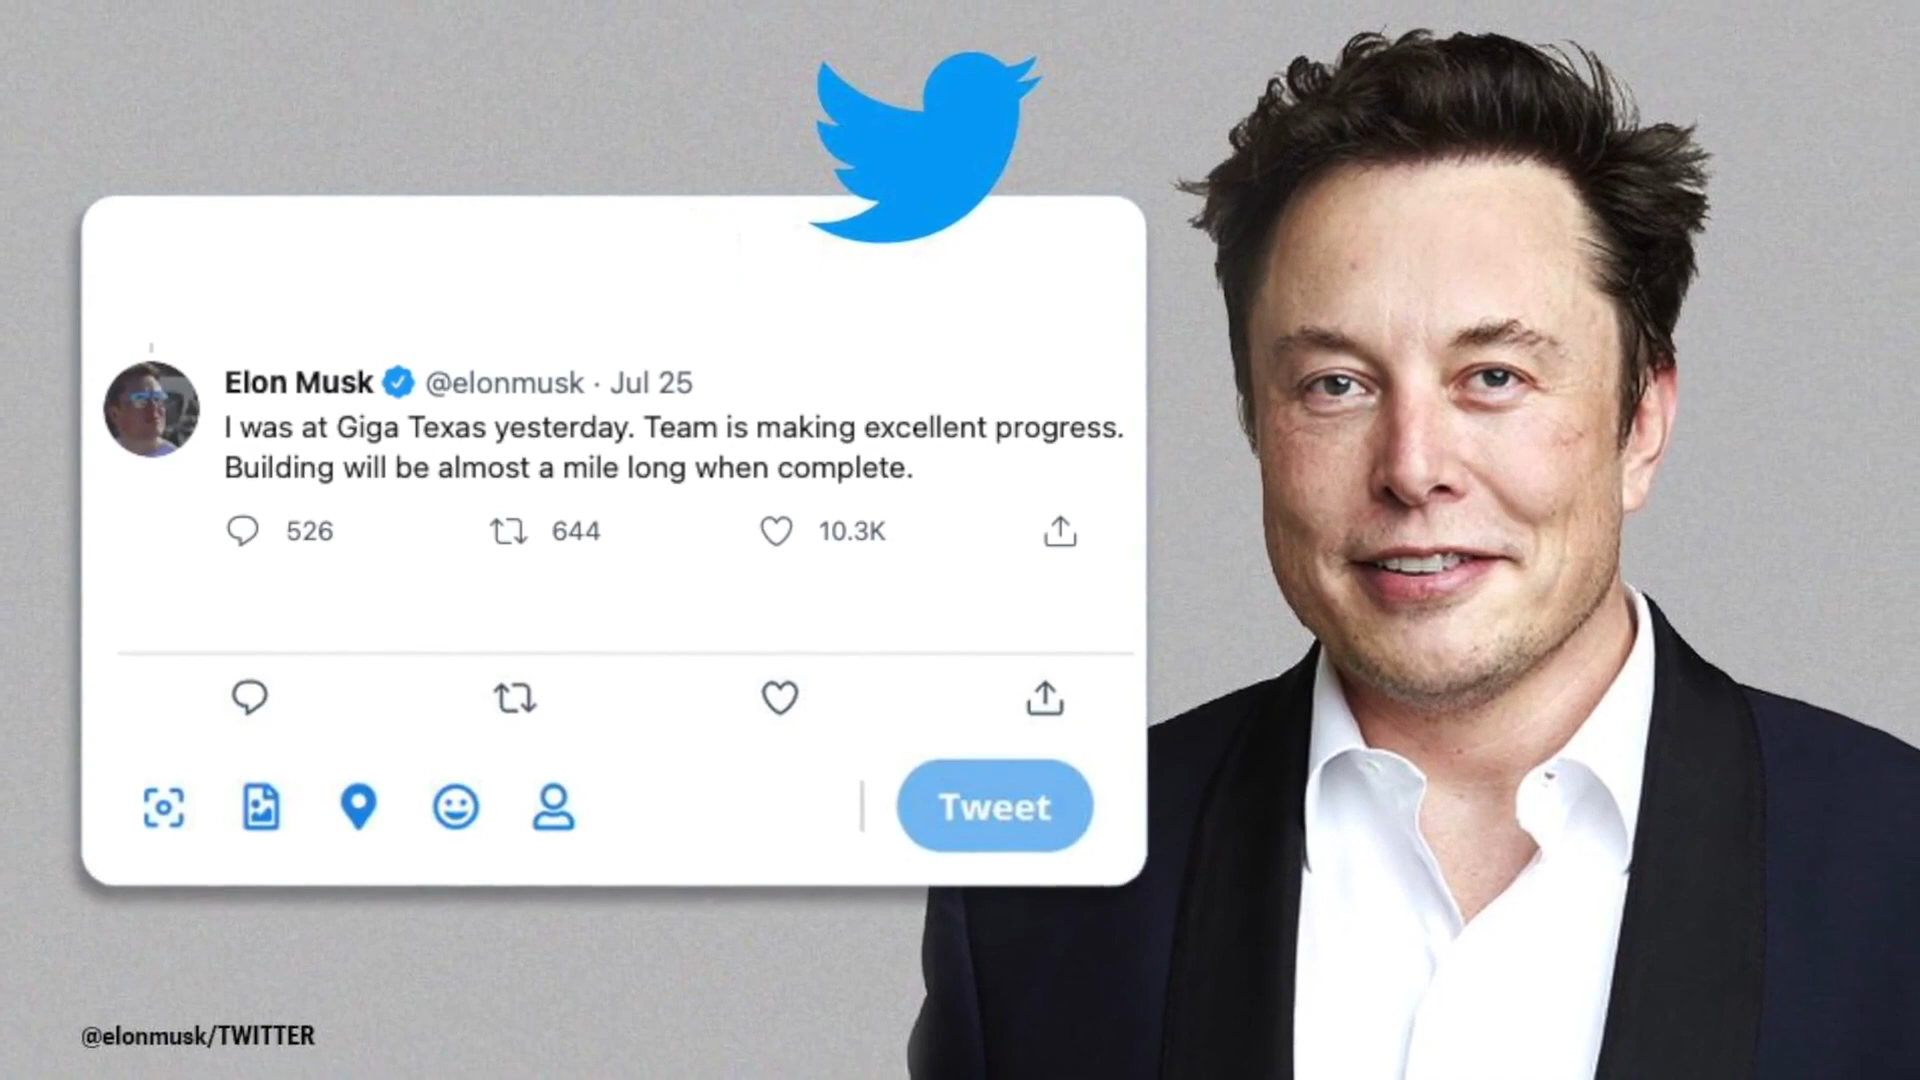 Elon Musk @elonmusk · Jul 25
I was at Giga Texas yesterday. Team is making excellent progress.
Building will be almost a mile long when complete.
526 644 10.3K
Tweet
@elonmusk/TWITTER